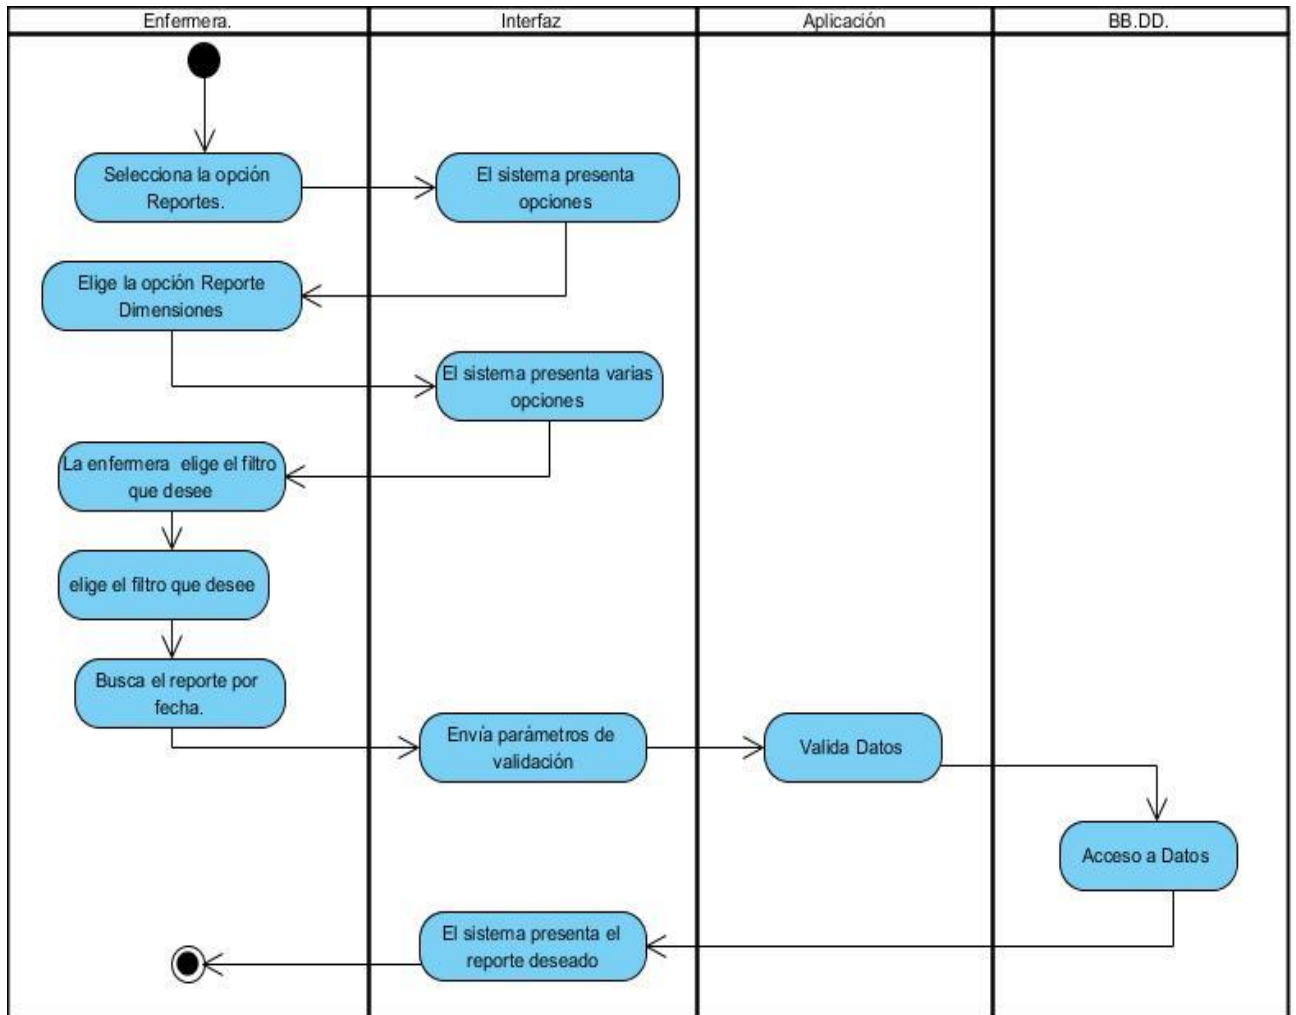 Enfermera.
Interfaz
Aplicación
BB.DD.
Selecciona la opción
Reportes.
El sistema presenta
opciones
Elige la opción Reporte
Dimensiones
El sistema presenta varias
opciones
La enfermera elige el filtro
que desee
elige el filtro que desee
Busca el reporte por
fecha.
Envía parámetros de
validación
Valida Datos
Acceso a Datos
El sistema presenta el
reporte deseado